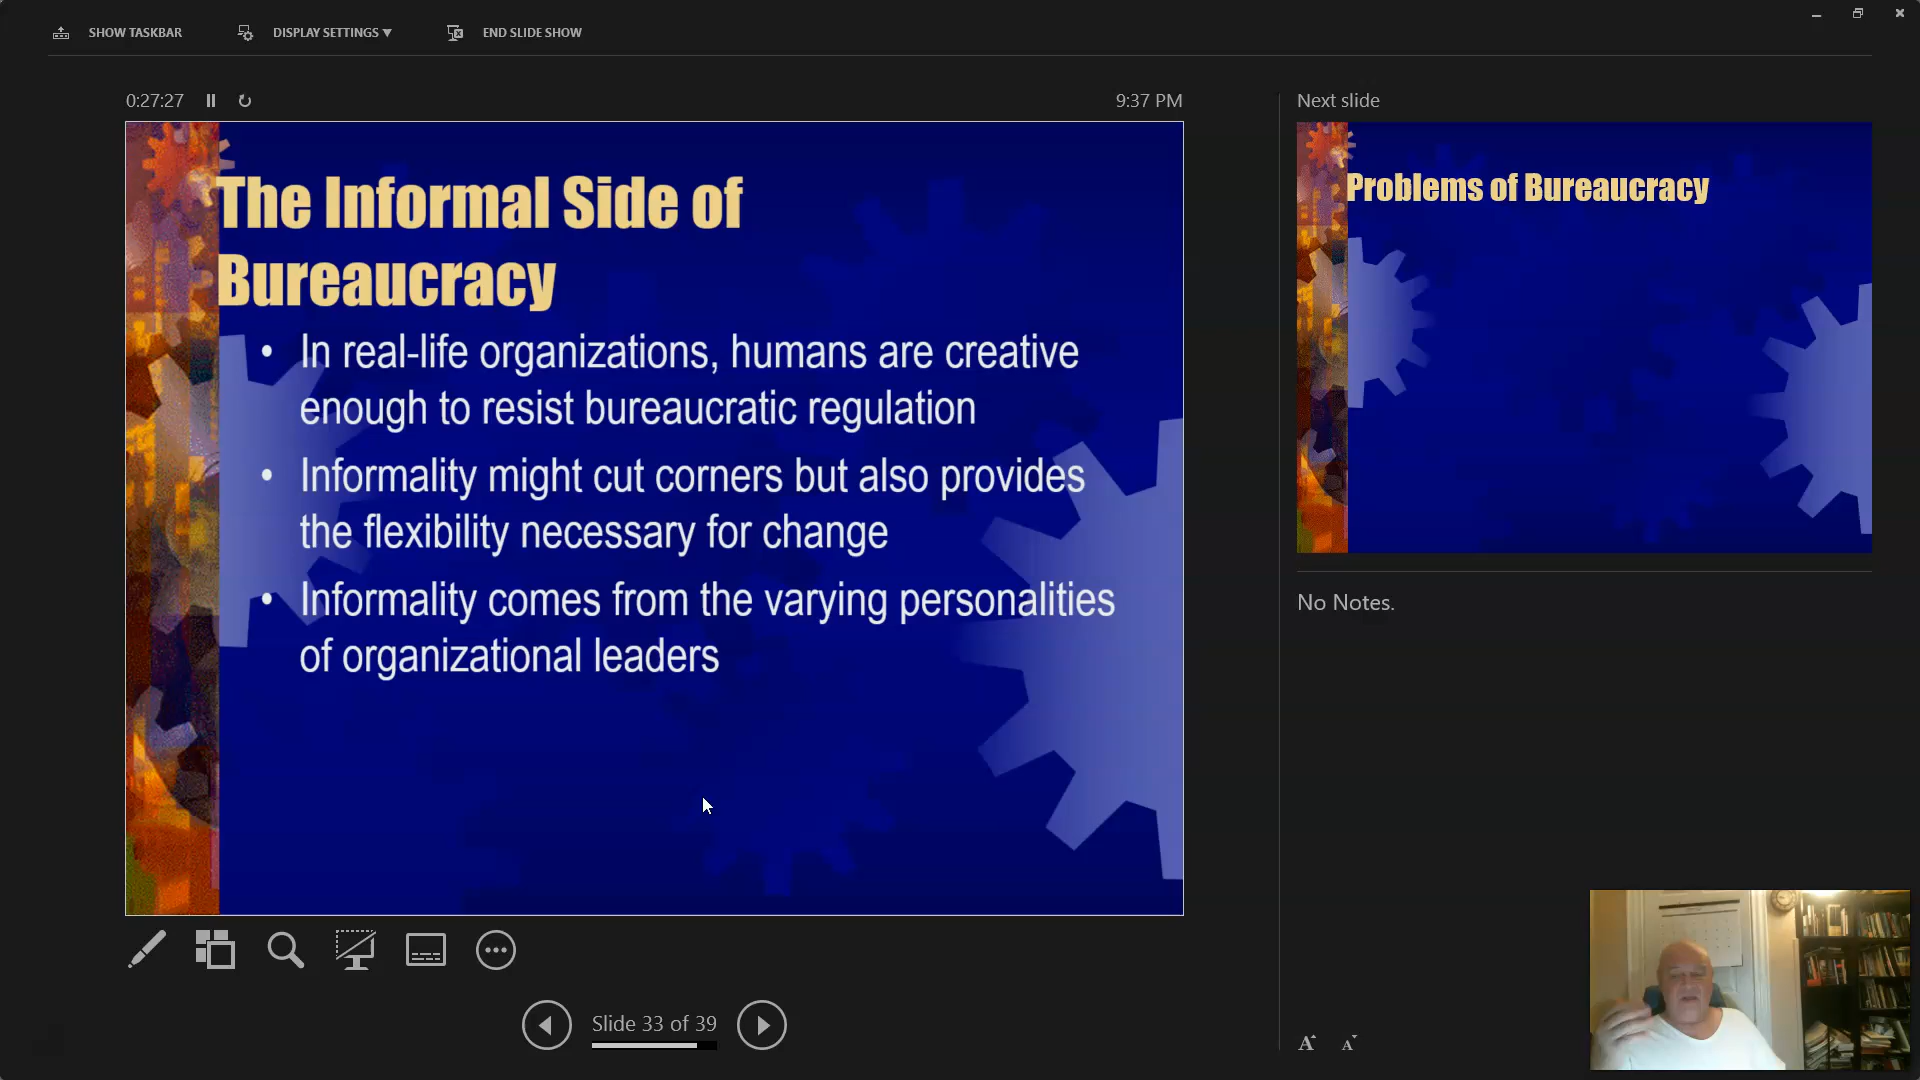 SHOW TASKBAR
DISPLAY SETTINGS ▼
END SLIDE SHOW
0:27:27
9:37 PM
The Informal Side of
Bureaucracy
• In real-life organizations, humans are creative
enough to resist bureaucratic regulation
• Informality might cut corners but also provides
the flexibility necessary for change
• Informality comes from the varying personalities
of organizational leaders
Slide 33 of 39
Next slide
Problems of Bureaucracy
No Notes.
A A